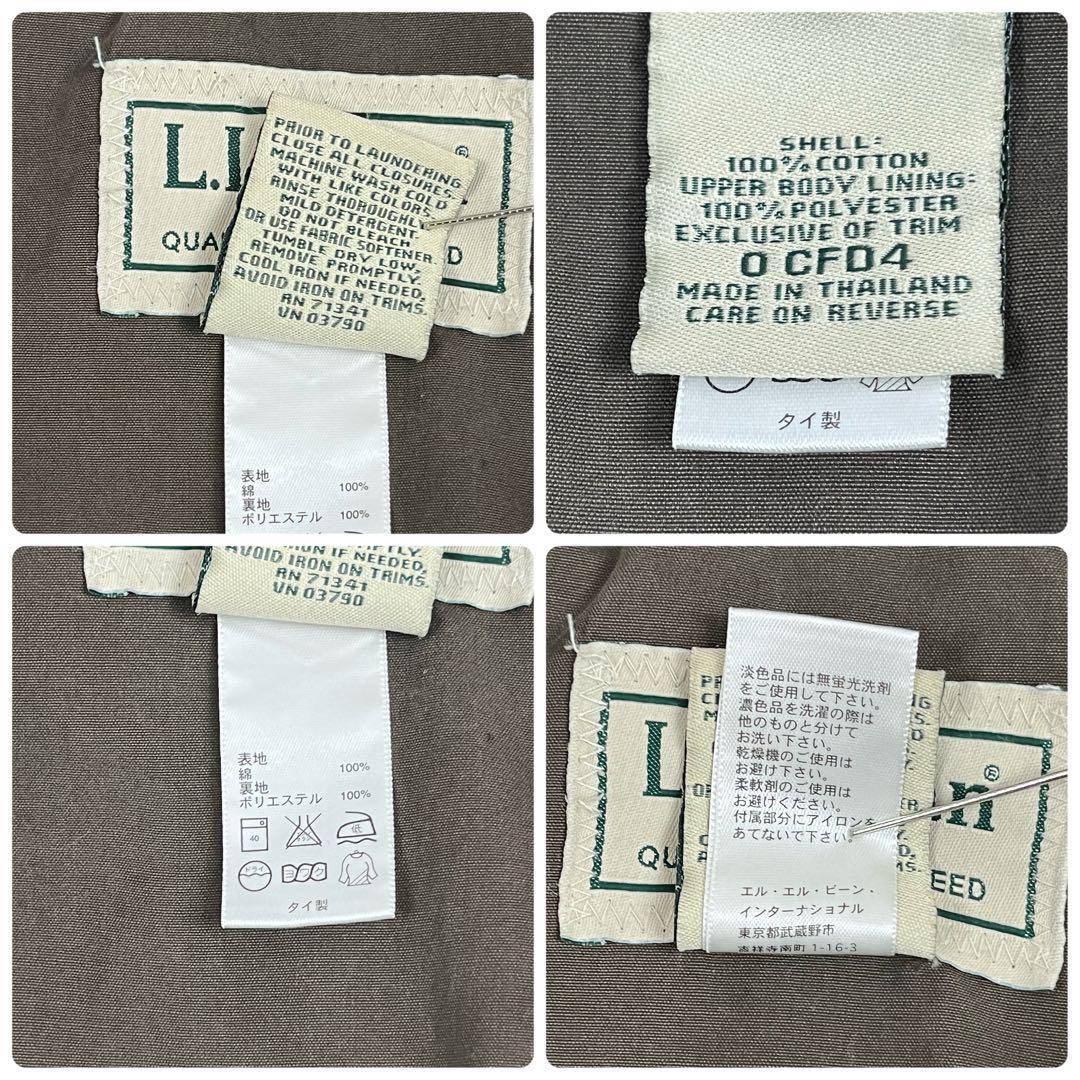 L.
®
QUA
D
PRIOR TO LAUNDERING
CLOSE ALL CLOSURES.
MACHINE WASH COLD
WITH LIKE COLORS.
RINSE THOROUGHLY
MILD DETERGENT
DO NOT BLEACH
OR USE FABRIC SOFTENER
TUMBLE DRY LOW,
REMOVE PROMPTLY.
COOL IRON IF NEEDED,
AVOID IRON ON TRIMS.
RN 71341
VN 03790
表地
綿 100%
裏地
ポリエステル 100%
SHELL:
100% COTTON
UPPER BODY LINING:
100% POLYESTER
EXCLUSIVE OF TRIM
0 CFD4
MADE IN THAILAND
CARE ON REVERSE
タイ製
IRON IF NEEDED,
AVOID IRON ON TRIMS.
RN 71341
VN 03790
表地
綿 100%
裏地
ポリエステル 100%
40 低
ドライ
タイ製
淡色品には無蛍光洗剤
をご使用して下さい。
濃色品を洗濯の際は
他のものと分けて
お洗い下さい。
乾燥機のご使用は
お避け下さい。
柔軟剤のご使用は
お避けください。
付属部分にアイロンを
あてないで下さい。
エル・エル・ビーン・
インターナショナル
東京都武蔵野市
吉祥寺南町 1-16-3
L
n®
QU
EED